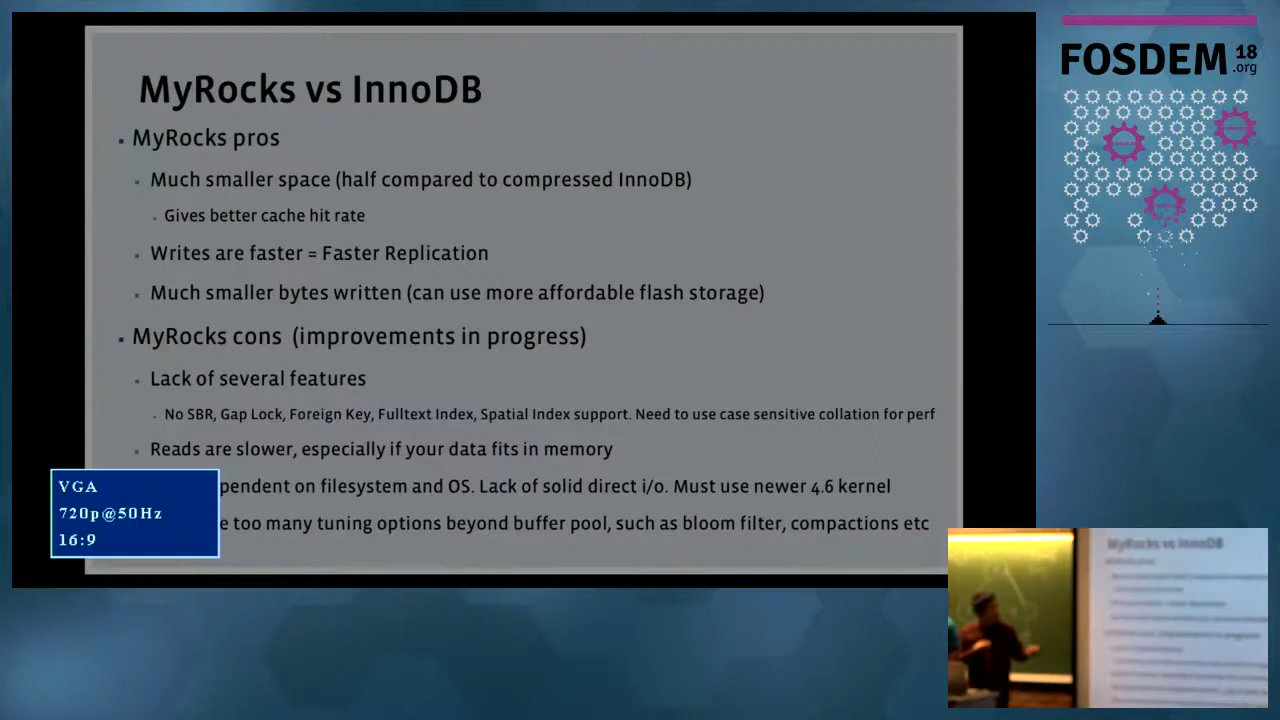 MyRocks vs InnoDB
MyRocks pros
Much smaller space (half compared to compressed InnoDB)
Gives better cache hit rate
Writes are faster = Faster Replication
Much smaller bytes written (can use more affordable flash storage)
MyRocks cons (improvements in progress)
Lack of several features
No SBR, Gap Lock, Foreign Key, Fulltext Index, Spatial Index support. Need to use case sensitive collation for perf
Reads are slower, especially if your data fits in memory
pendent on filesystem and OS. Lack of solid direct i/o. Must use newer 4.6 kernel
e too many tuning options beyond buffer pool, such as bloom filter, compactions etc
VGA
720p@50Hz
16:9
FOSDEM 18
.org
MyRocks vs InnoDB